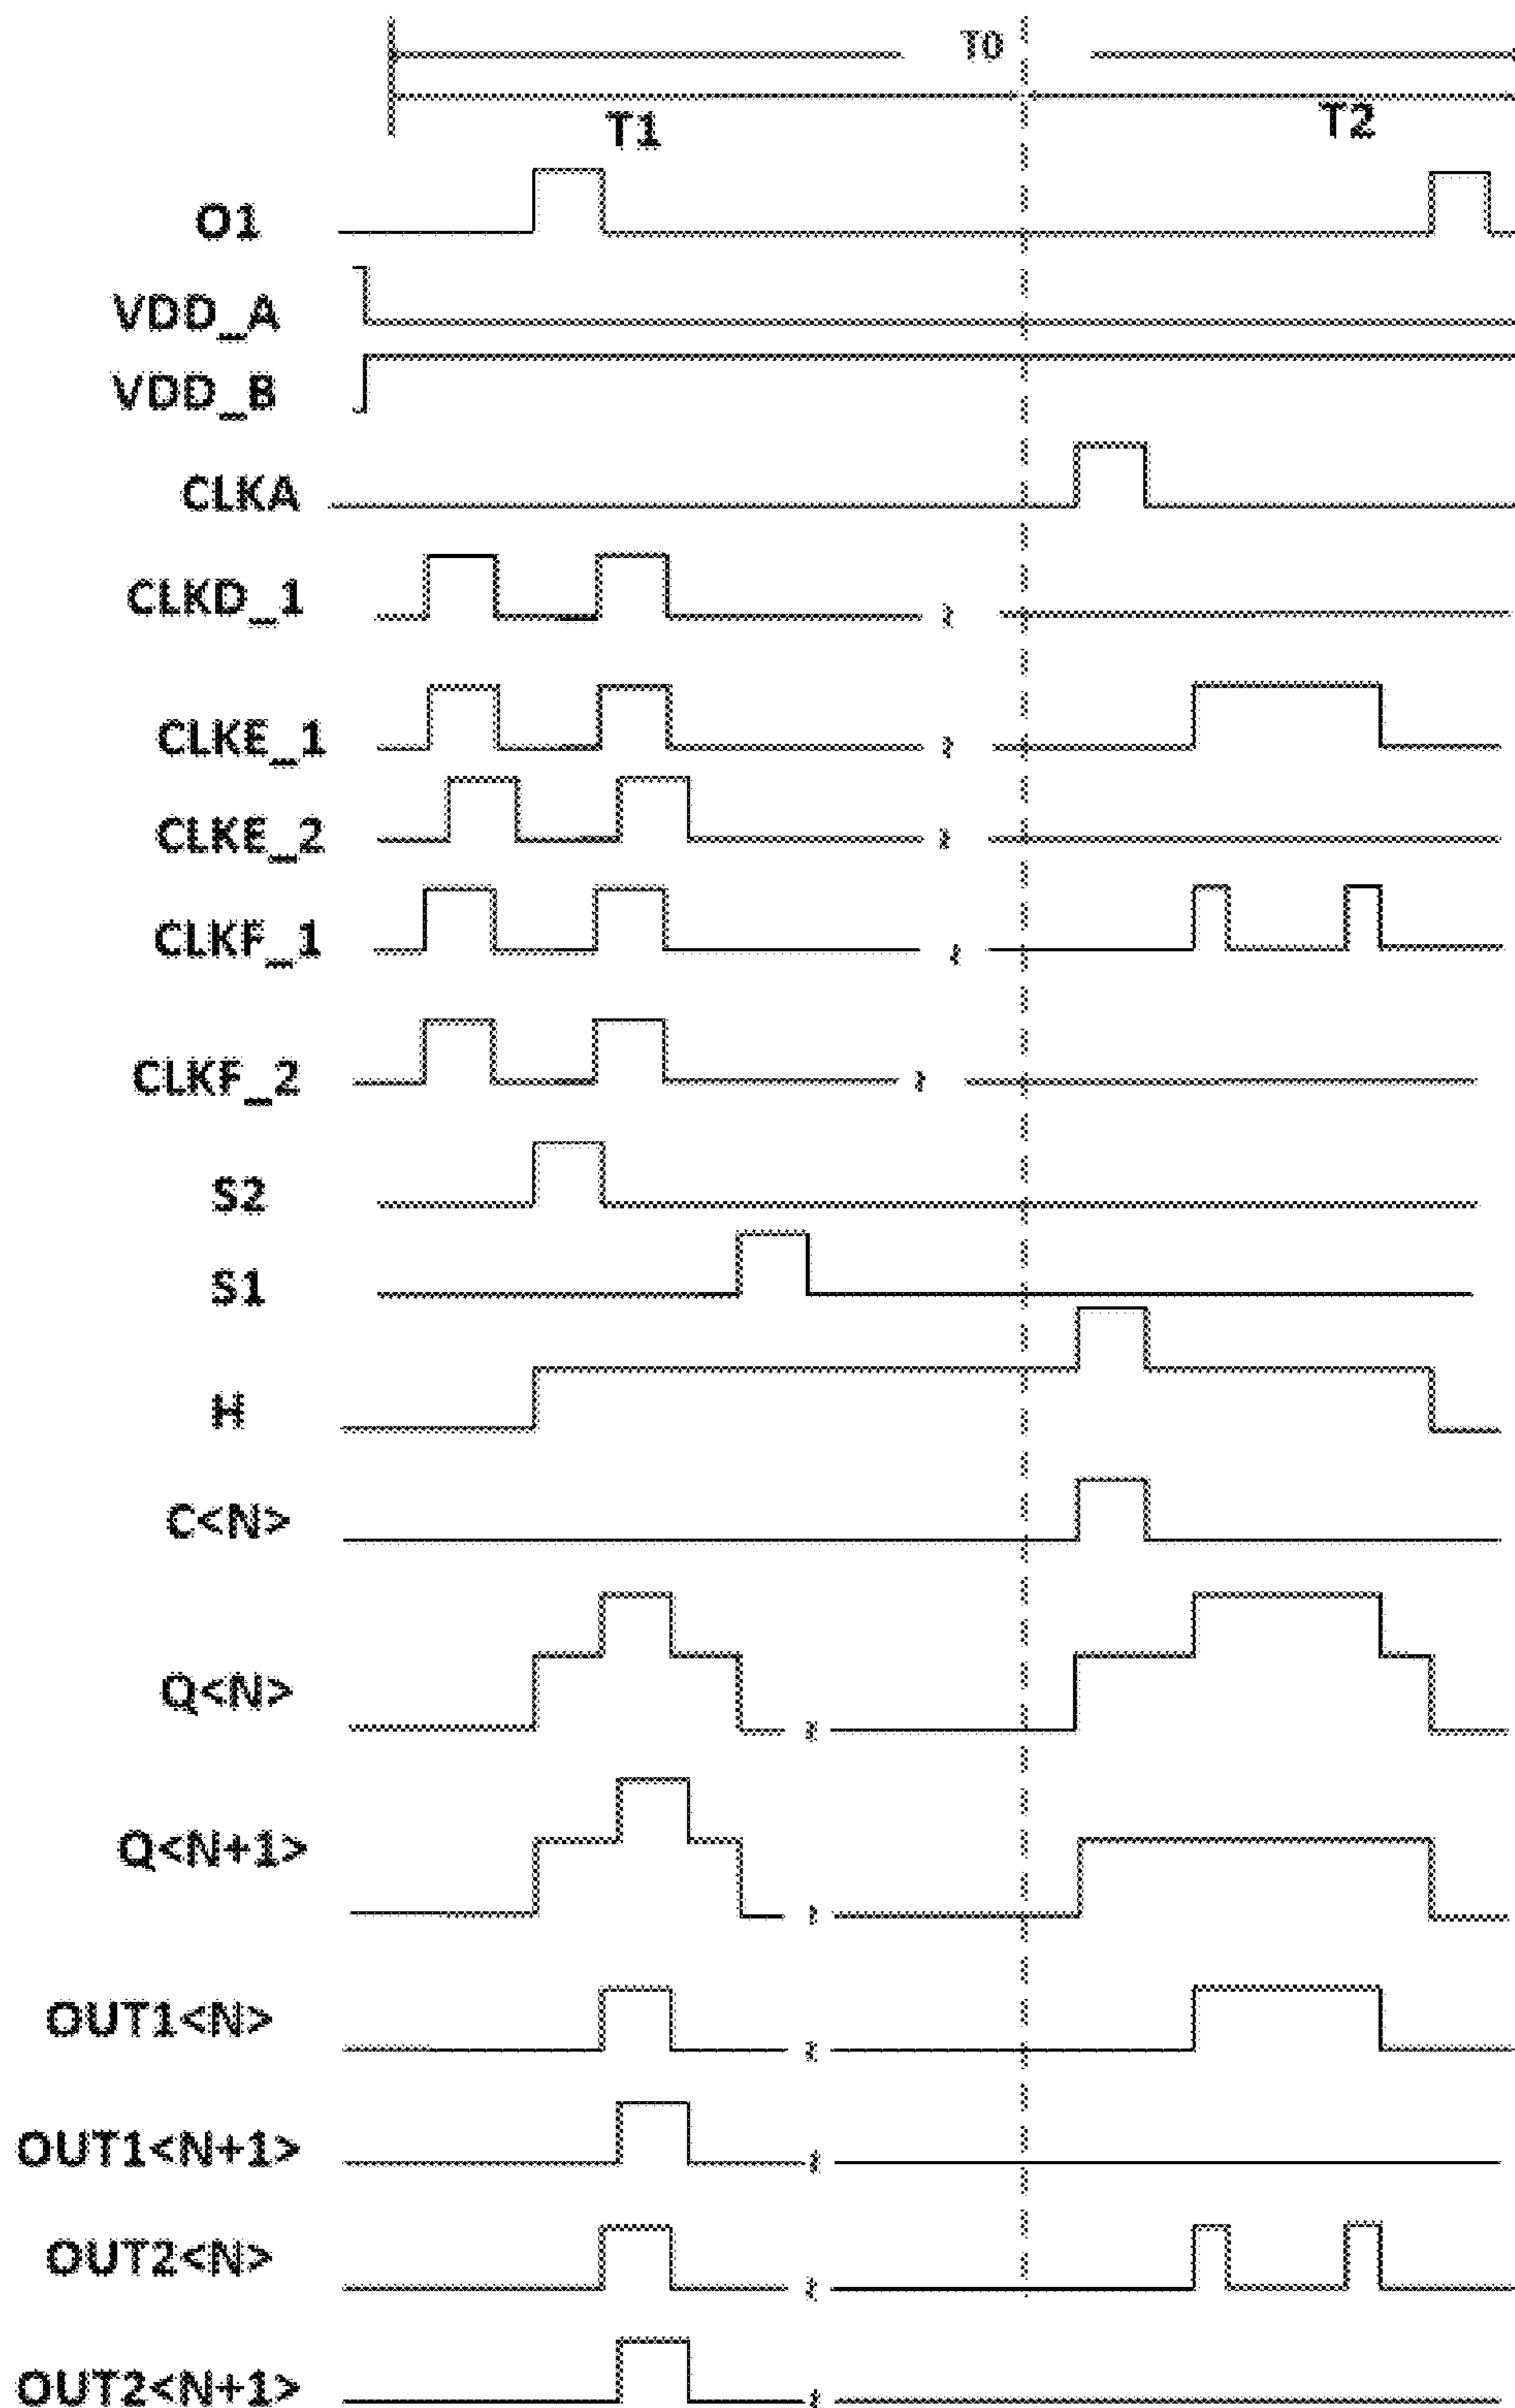 T0
T1
T2
O1
VDD_A
VDD_B
CLKA
CLKD_1
CLKE_1
CLKE_2
CLKF_1
CLKF_2
S2
S1
H
C<N>
Q<N>
Q<N+1>
OUT1<N>
OUT1<N+1>
OUT2<N>
OUT2<N+1>